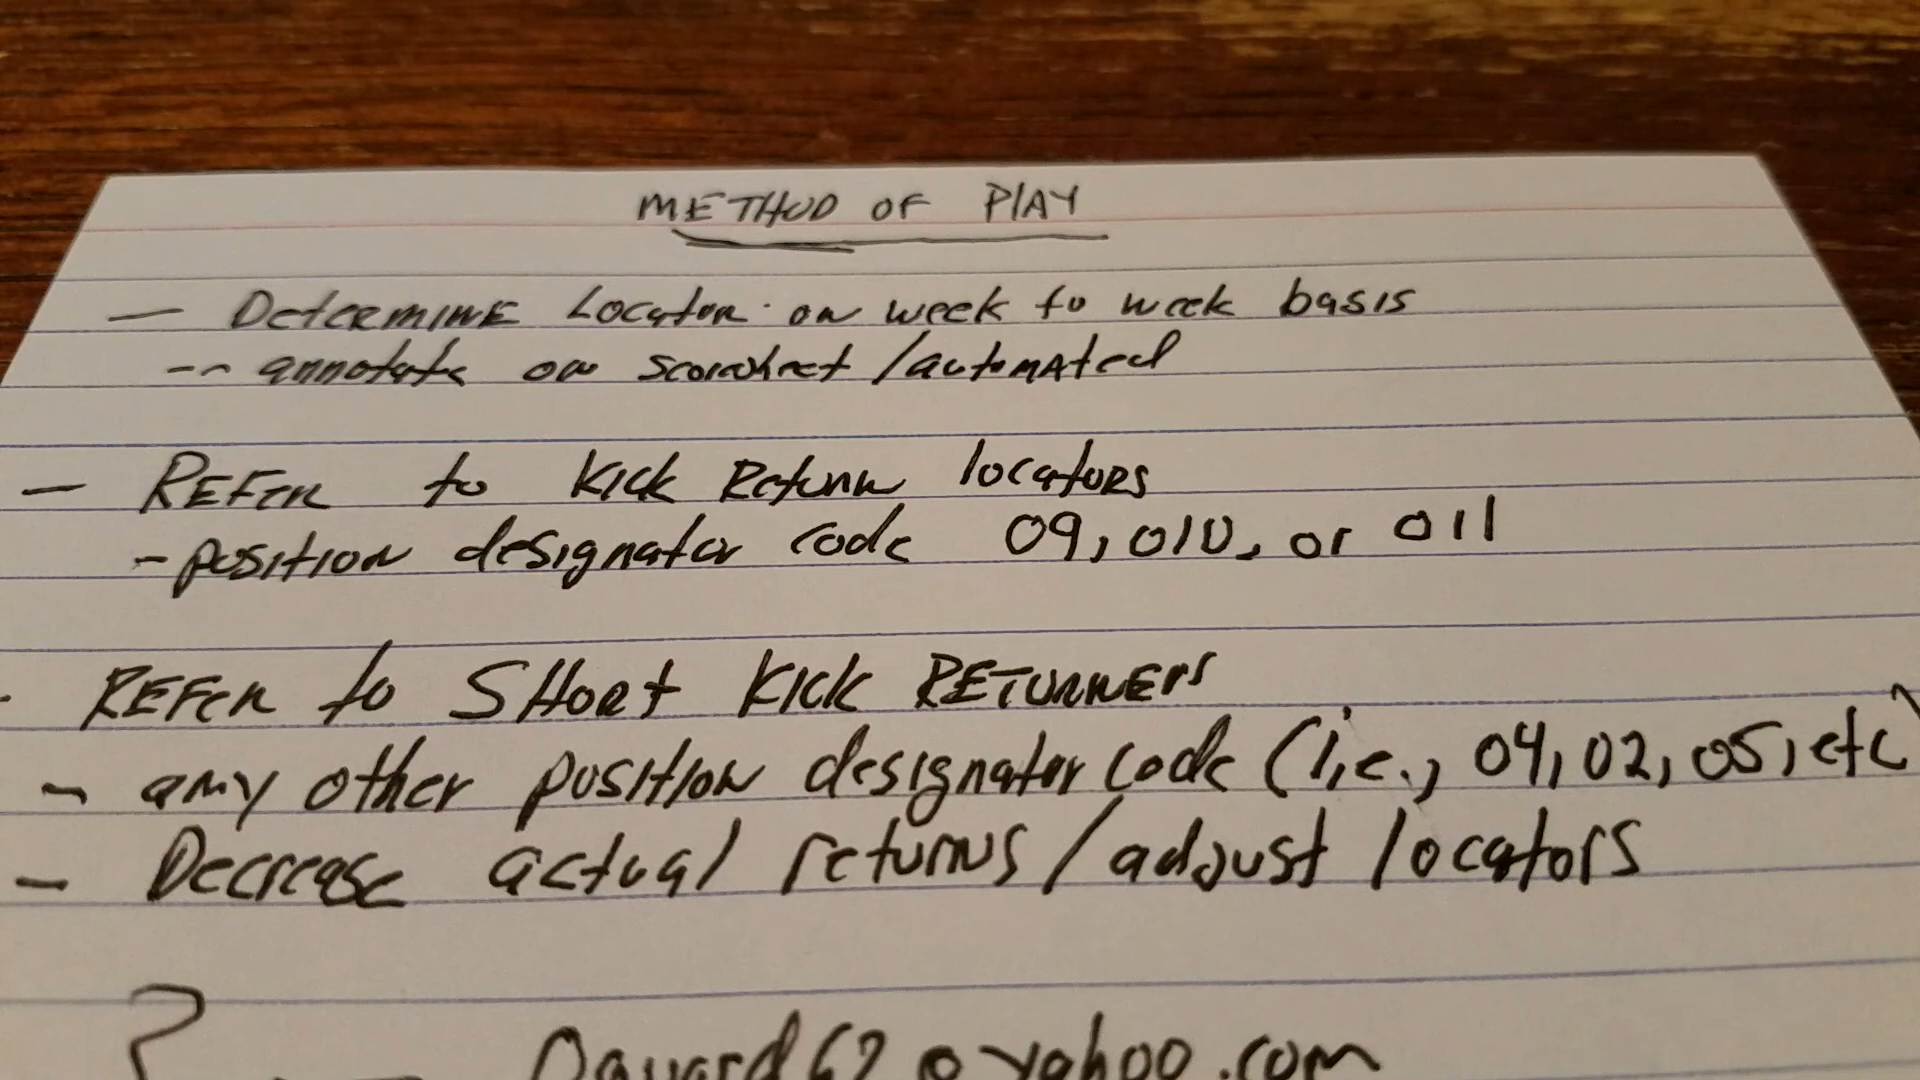 METHOD OF PLAY
— DETERMINE LOCATOR on week to week basis
-- annotate on scoresheet /automated
— REFER to Kick Return locators
- position designator code 09, 010, or 011
- REFER to SHORT KICK RETURNERS
- any other position designator code (i.e., 04, 02, 05, etc)
- Decrease actual returns / adjust locators
? — @yahoo.com